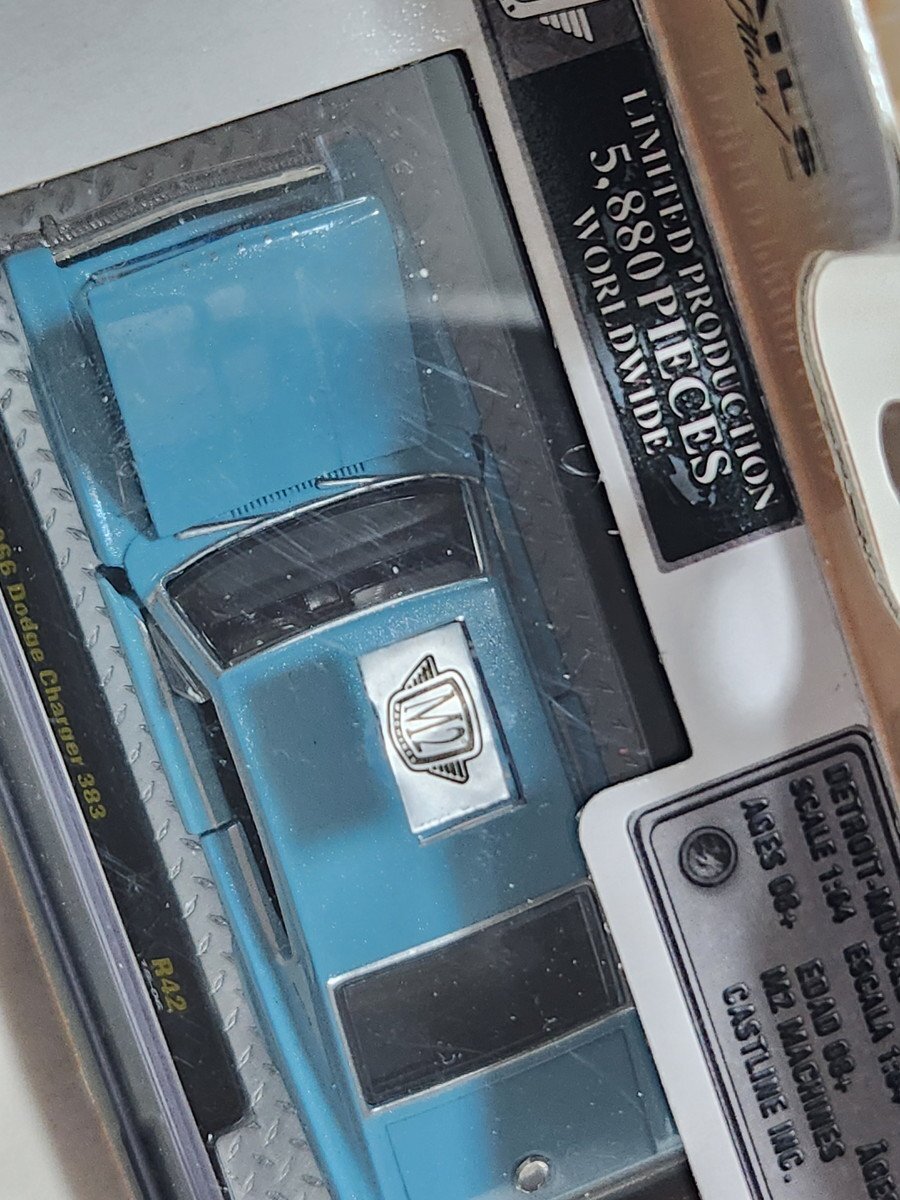 LIMITED PRODUCTION
5,880 PIECES
WORLDWIDE
M2
DETROIT-MUSCLE
SCALE 1:64 ESCALA 1:64
AGES 08+ EDAD 08+
M2 MACHINES
CASTLINE INC.
966 Dodge Charger 383
R42